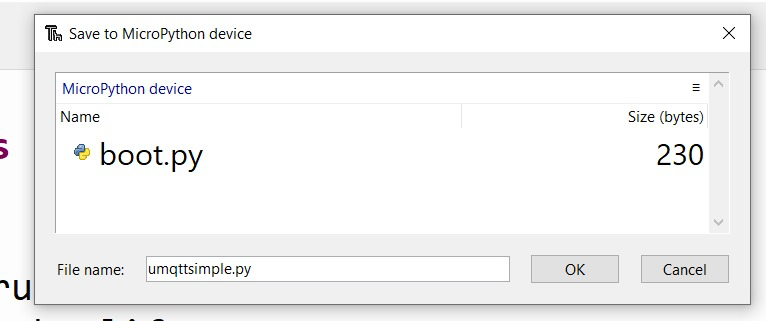 Save to MicroPython device
MicroPython device
Name Size (bytes)
boot.py 230
File name: umqttsimple.py OK Cancel